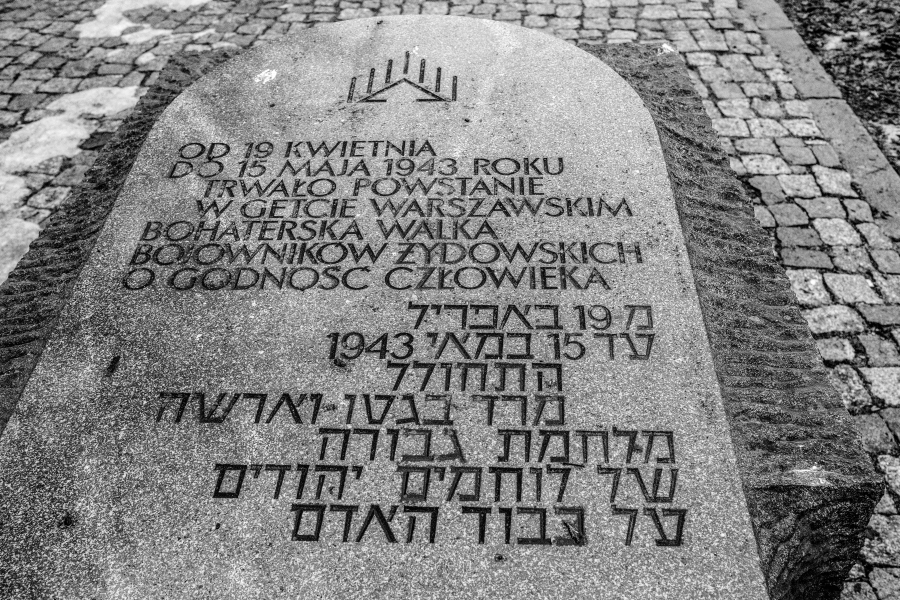 OD 19 KWIETNIA
DO 15 MAJA 1943 ROKU
TRWAŁO POWSTANIE
W GETCIE WARSZAWSKIM
BOHATERSKA WALKA
BOJOWNIKÓW ŻYDOWSKICH
O GODNOŚĆ CZŁOWIEKA
מ 19 באפריל
עד 15 במאי 1943
התחולל
מרד בגטו-וארשה
מלחמת גבורה
של לוחמים יהודים
על כבוד האדם